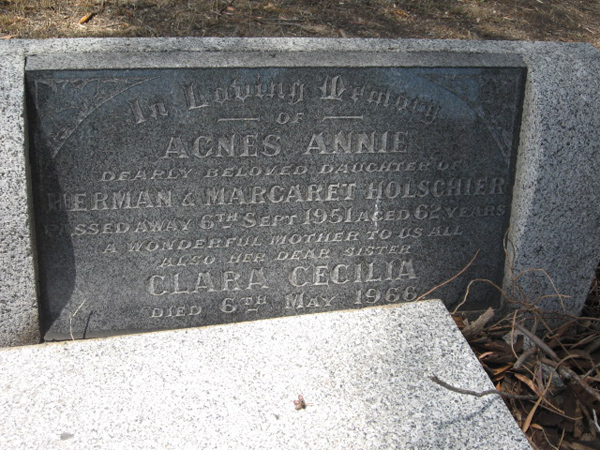 In Loving Memory
OF
AGNES ANNIE
DEARLY BELOVED DAUGHTER OF
HERMAN & MARGARET HOLSCHIER
PASSED AWAY 6TH SEPT 1951 AGED 62 YEARS
A WONDERFUL MOTHER TO US ALL
ALSO HER DEAR SISTER
CLARA CECILIA
DIED 6TH MAY 1966